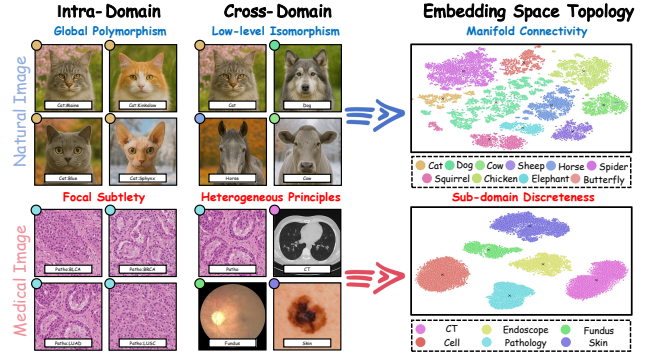 Intra-Domain
Cross-Domain
Embedding Space Topology
Global Polymorphism
Low-level Isomorphism
Manifold Connectivity
Natural Image
Cat:Maine
Cat:Kinkalow
Cat
Dog
Cat:Blue
Cat:Sphynx
Horse
Cow
Cat Dog Cow Sheep Horse Spider
Squirrel Chicken Elephant Butterfly
Focal Subtlety
Heterogeneous Principles
Sub-domain Discreteness
Medical Image
Patho:BLCA
Patho:BRCA
Patho
CT
Patho:LUAD
Patho:LUSC
Fundus
Skin
CT Endoscope Fundus
Cell Pathology Skin